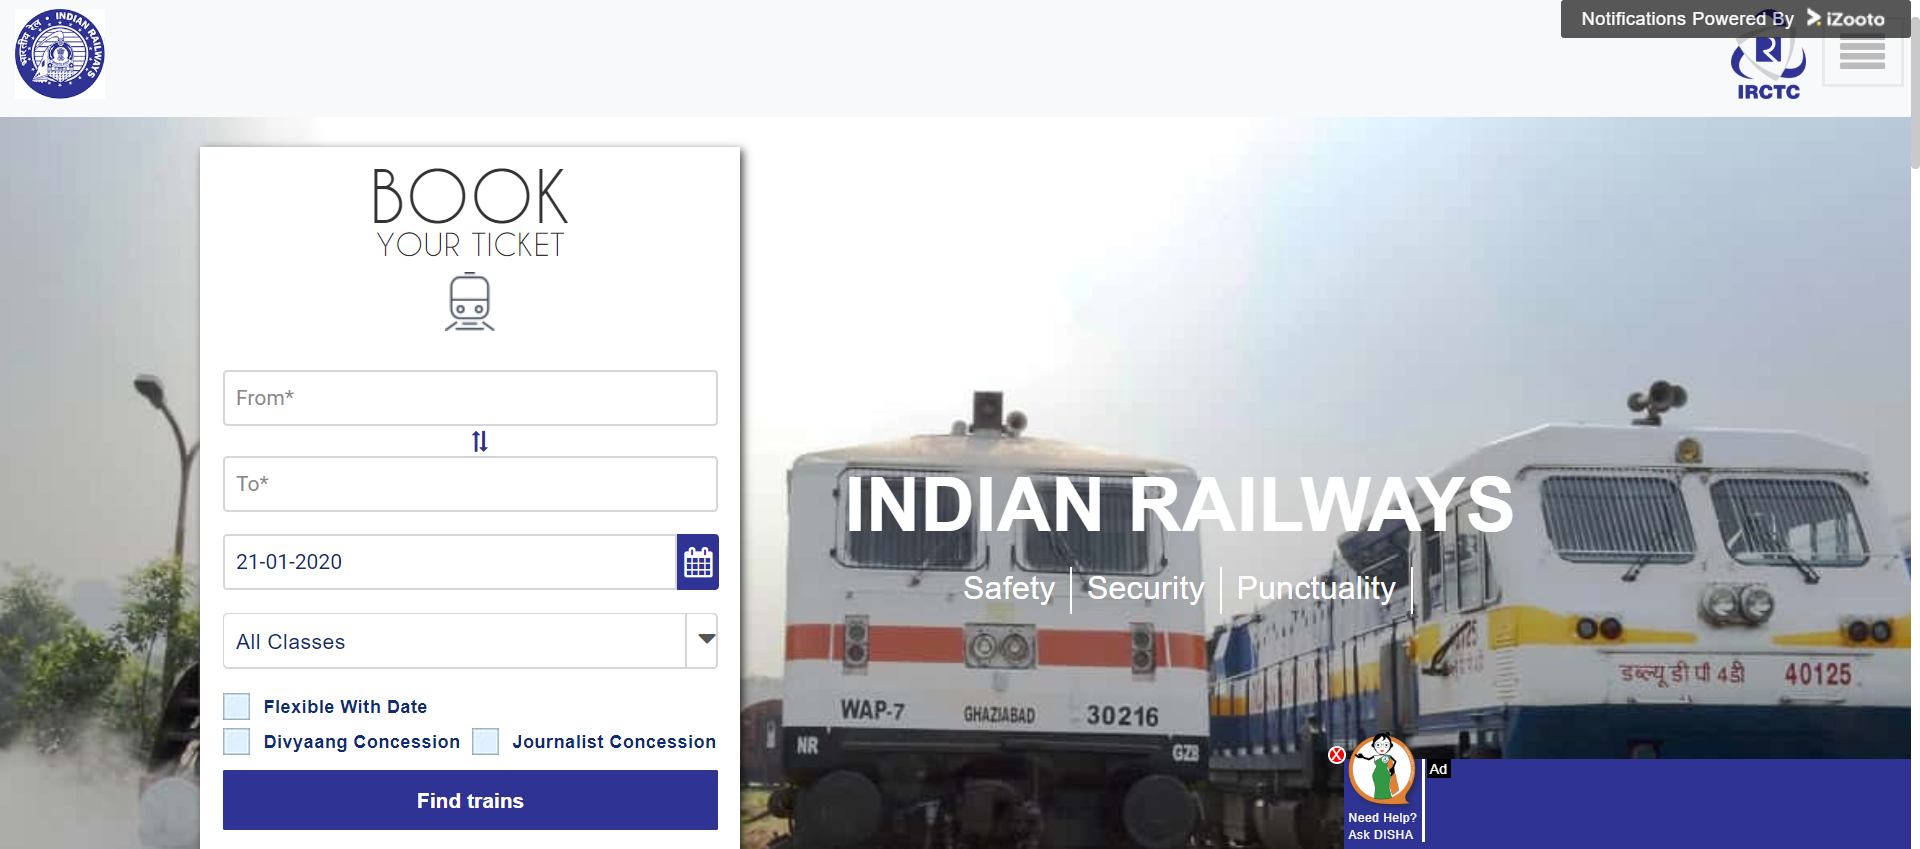 भारतीय रेल • INDIAN RAILWAYS
Notifications Powered By iZooto
IRCTC
BOOK
YOUR TICKET
From*
To*
21-01-2020
All Classes
Flexible With Date
Divyaang Concession
Journalist Concession
Find trains
INDIAN RAILWAYS
Safety
Security
Punctuality
WAP-7
GHAZIABAD
30216
NR
GZB
40125
डब्ल्यू डी पी 4डी
40125
X
Need Help?
Ask DISHA
Ad